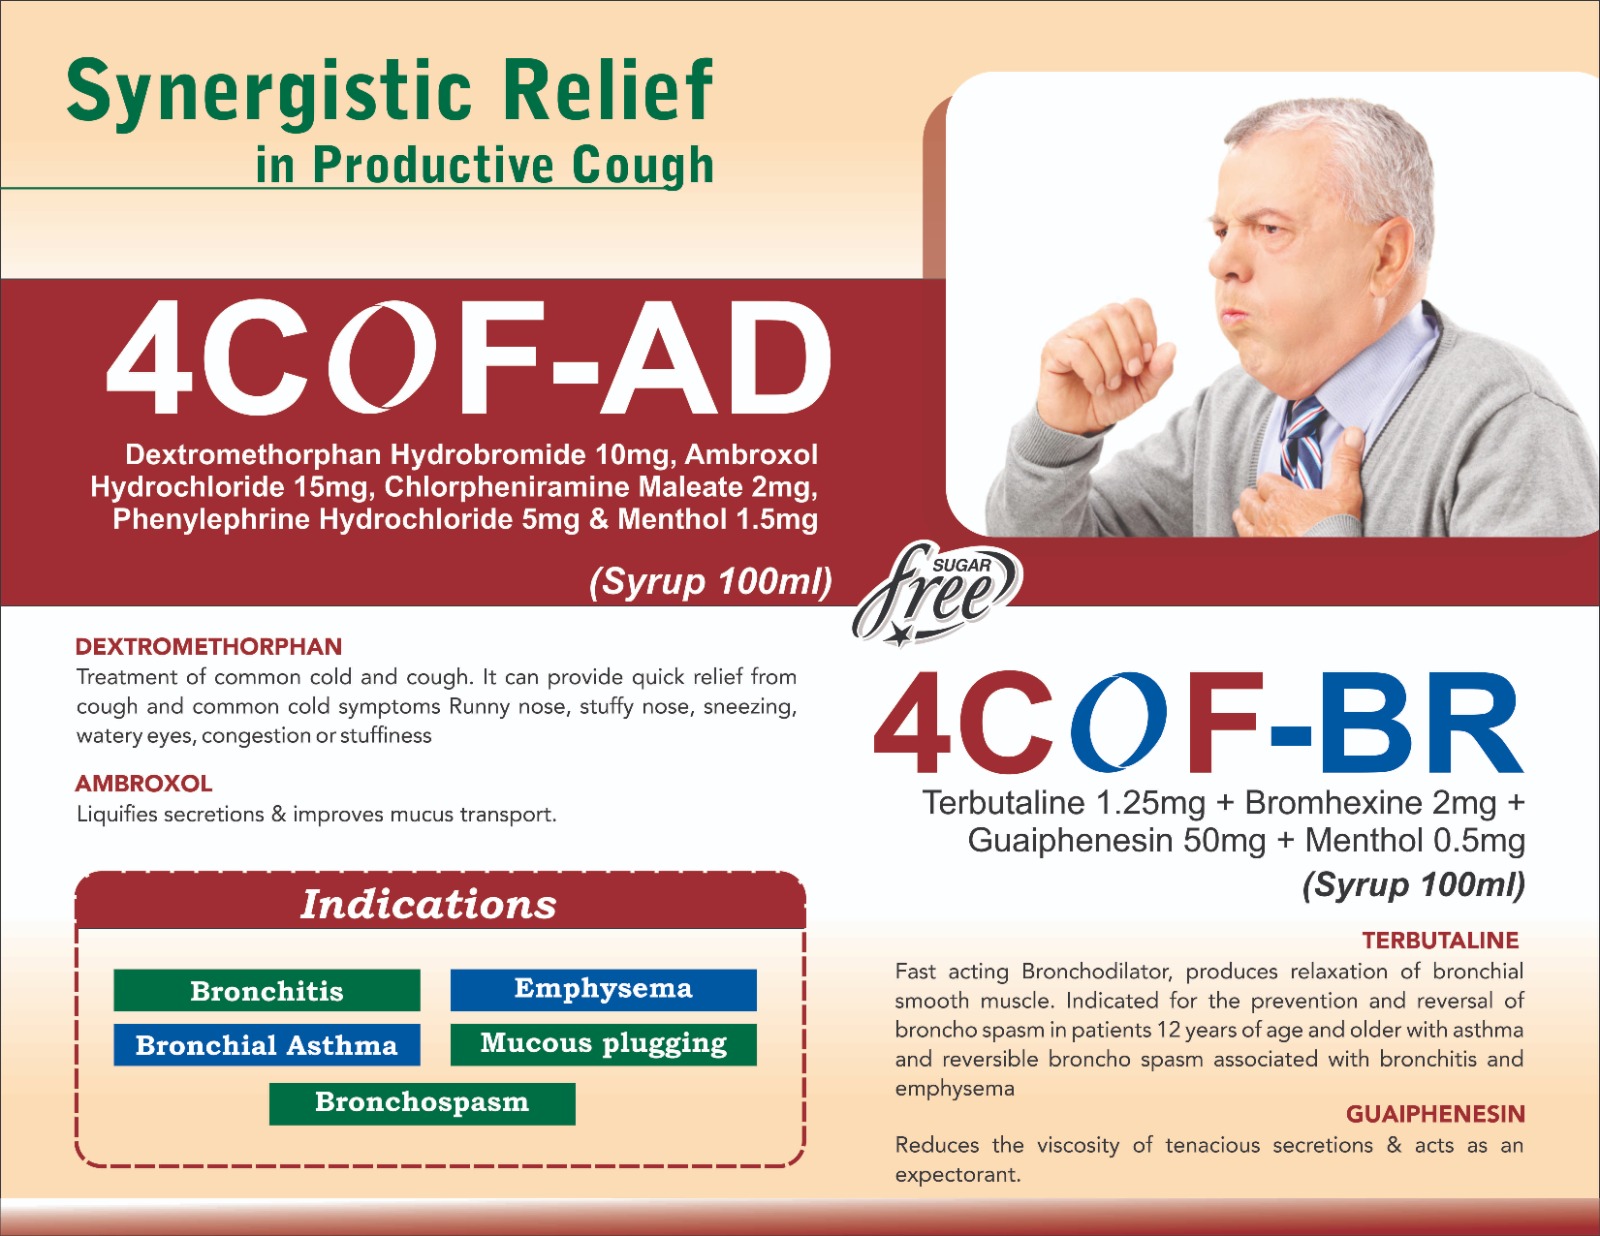 Synergistic Relief
in Productive Cough
4COF-AD
Dextromethorphan Hydrobromide 10mg, Ambroxol
Hydrochloride 15mg, Chlorpheniramine Maleate 2mg,
Phenylephrine Hydrochloride 5mg & Menthol 1.5mg
(Syrup 100ml)
SUGAR
free
DEXTROMETHORPHAN
Treatment of common cold and cough. It can provide quick relief from
cough and common cold symptoms Runny nose, stuffy nose, sneezing,
watery eyes, congestion or stuffiness
AMBROXOL
Liquifies secretions & improves mucus transport.
Indications
Bronchitis
Emphysema
Bronchial Asthma
Mucous plugging
Bronchospasm
4COF-BR
Terbutaline 1.25mg + Bromhexine 2mg +
Guaiphenesin 50mg + Menthol 0.5mg
(Syrup 100ml)
TERBUTALINE
Fast acting Bronchodilator, produces relaxation of bronchial
smooth muscle. Indicated for the prevention and reversal of
broncho spasm in patients 12 years of age and older with asthma
and reversible broncho spasm associated with bronchitis and
emphysema
GUAIPHENESIN
Reduces the viscosity of tenacious secretions & acts as an
expectorant.